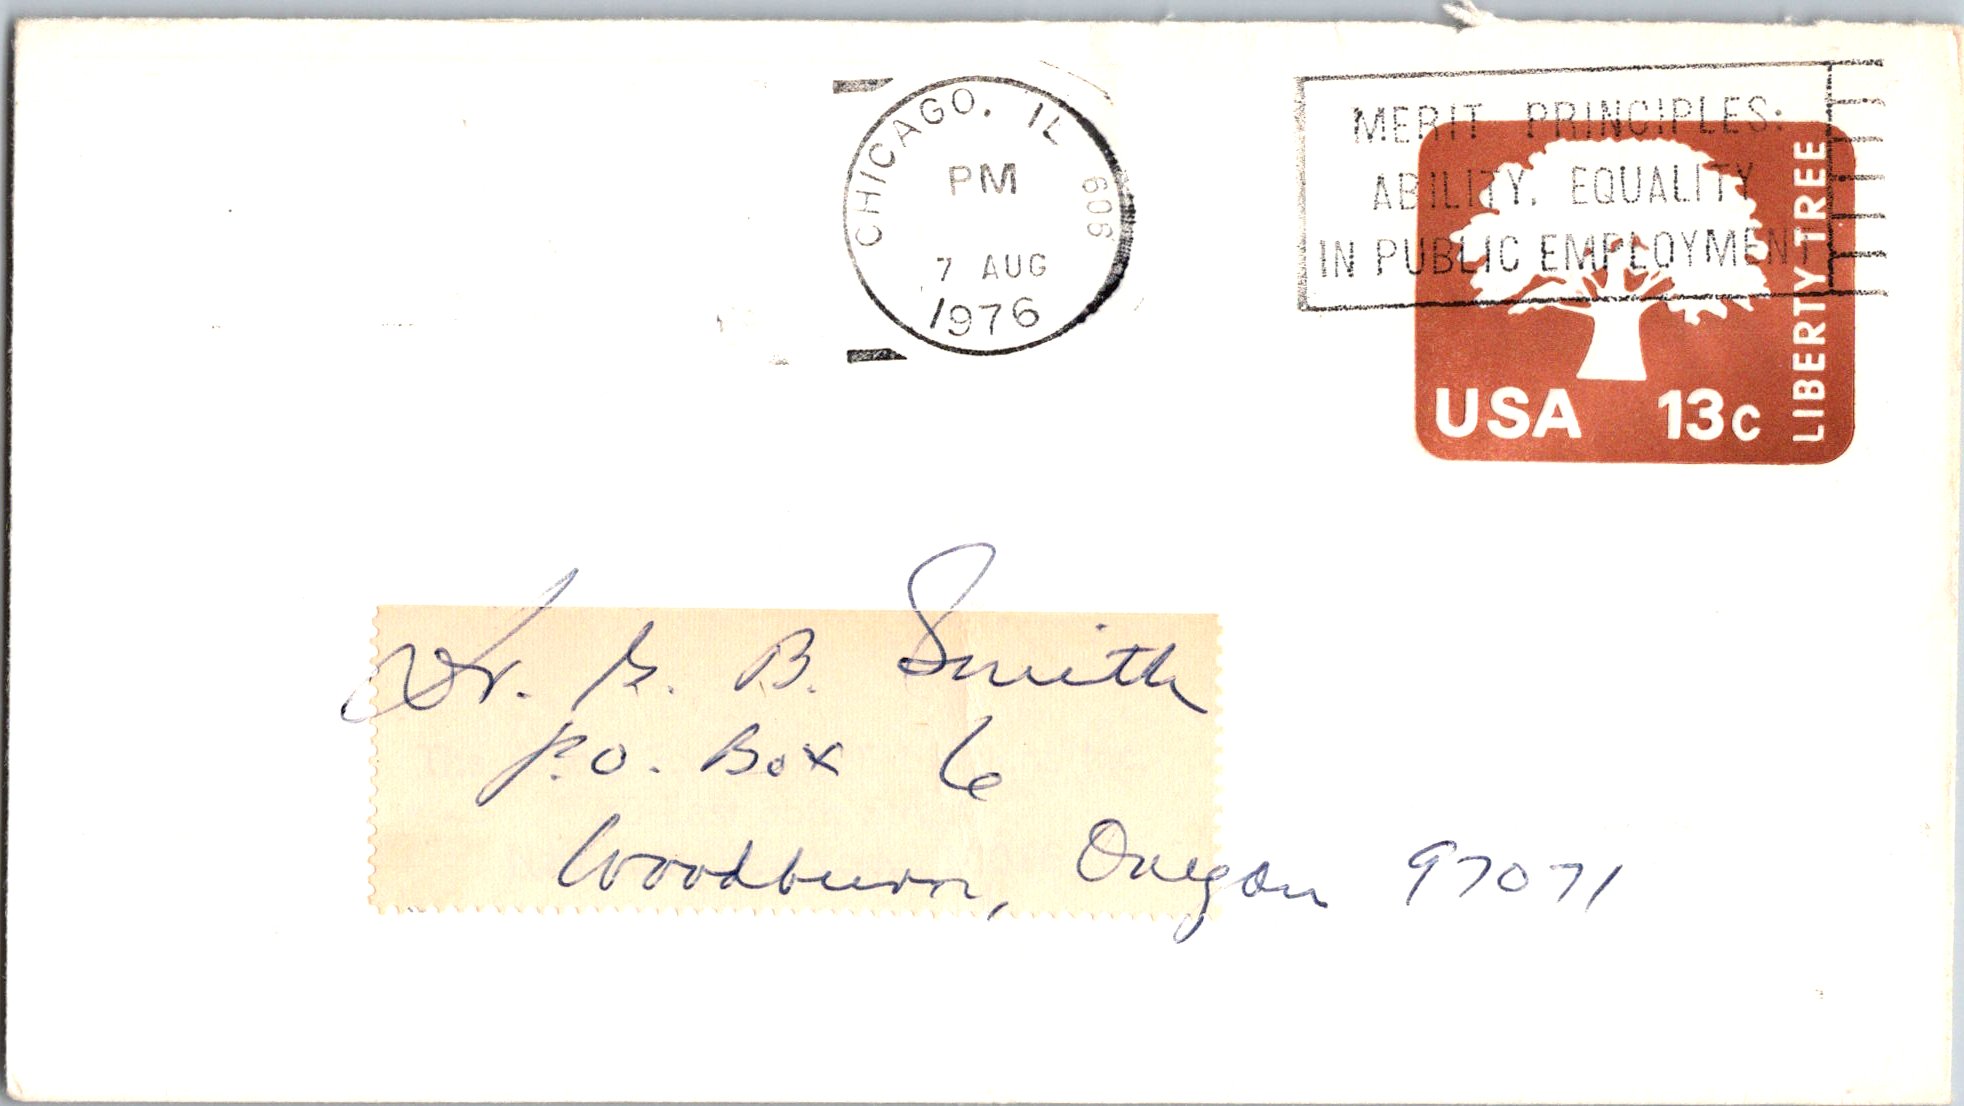 CHICAGO, IL
606
PM
7 AUG
1976
MERIT PRINCIPLES:
ABILITY, EQUALITY
IN PUBLIC EMPLOYMENT
LIBERTY TREE
USA 13c
Dr. G. B. Smith
P.O. Box 6
Woodburn, Oregon 97071